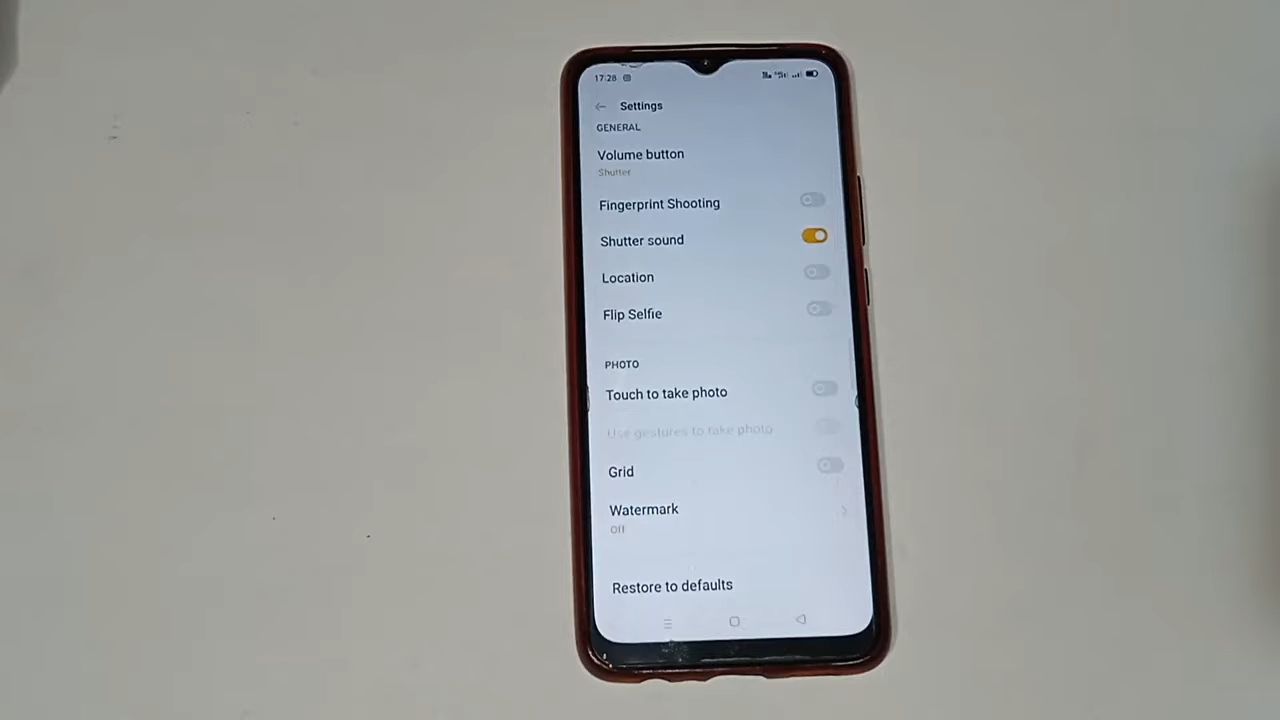 17:28
Settings
GENERAL
Volume button
Shutter
Fingerprint Shooting
Shutter sound
Location
Flip Selfie
PHOTO
Touch to take photo
Use gestures to take photo
Grid
Watermark
Off
Restore to defaults